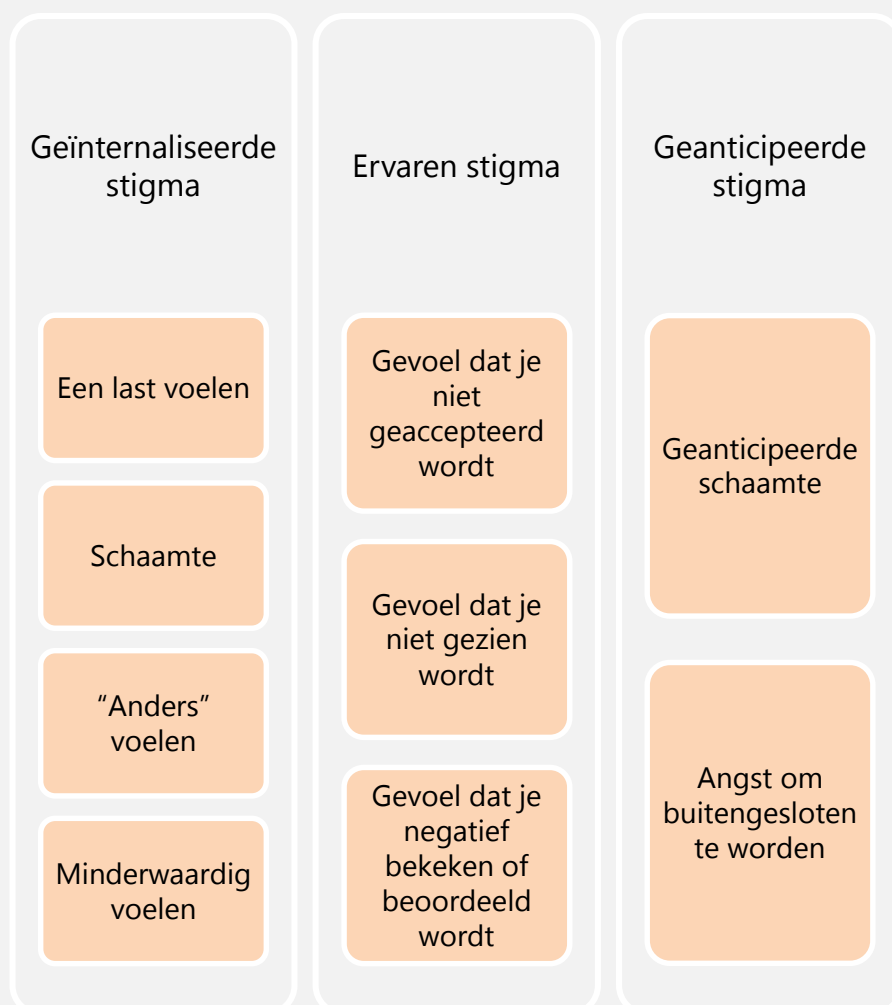 Geïnternaliseerde
stigma
Een last voelen
Schaamte
“Anders”
voelen
Minderwaardig
voelen
Ervaren stigma
Gevoel dat je
niet
geaccepteerd
wordt
Gevoel dat je
niet gezien
wordt
Gevoel dat je
negatief
bekeken of
beoordeeld
wordt
Geanticipeerde
stigma
Geanticipeerde
schaamte
Angst om
buitengesloten
te worden